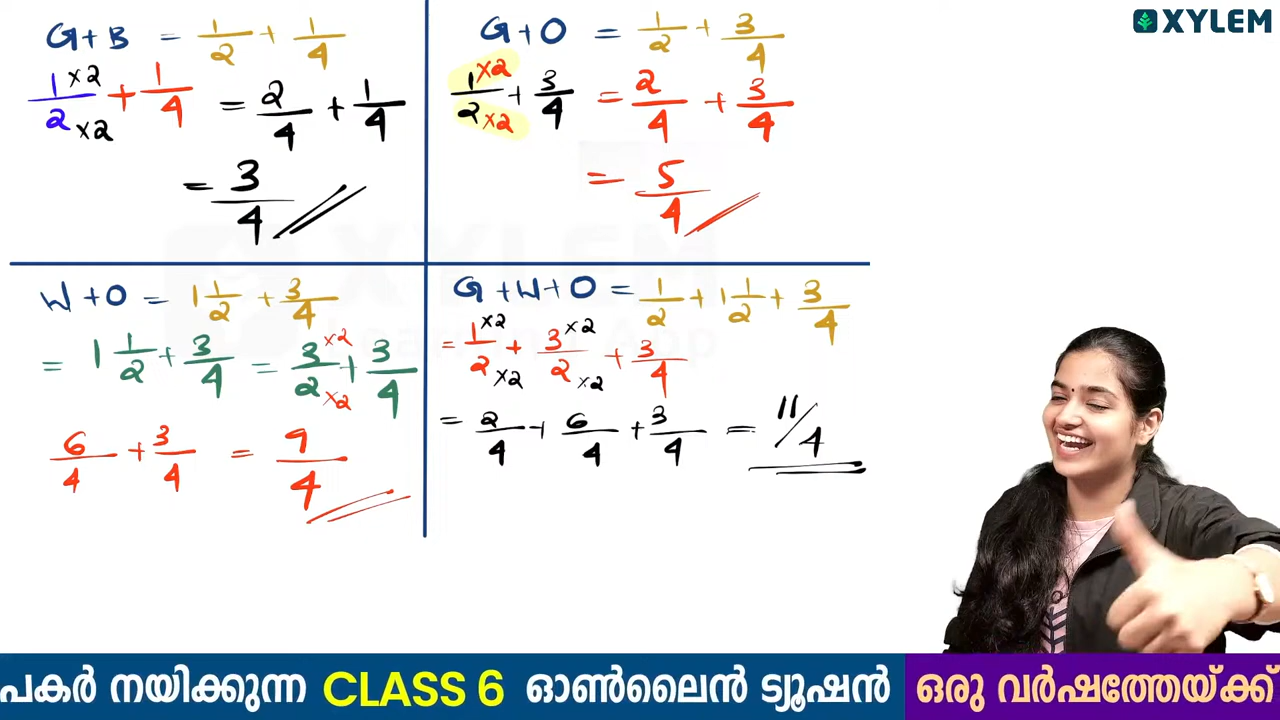 XYLEM
G+B = 1/2 + 1/4
1×2/2×2 + 1/4 = 2/4 + 1/4
= 3/4
G+O = 1/2 + 3/4
1×2/2×2 + 3/4 = 2/4 + 3/4
= 5/4
W+O = 1 1/2 + 3/4
= 1 1/2 + 3/4 = 3×2/2×2 + 3/4
6/4 + 3/4 = 9/4
G+W+O = 1/2 + 1 1/2 + 3/4
= 1×2/2×2 + 3×2/2×2 + 3/4
= 2/4 + 6/4 + 3/4 = 11/4
XYLEM
Learning App
പകർ നയിക്കുന്ന CLASS 6 ഓൺലൈൻ ട്യൂഷൻ ഒരു വർഷത്തേയ്ക്ക്